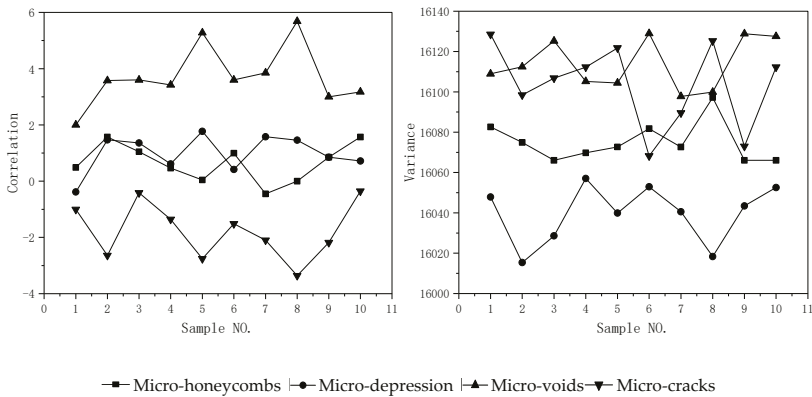 6
4
2
0
-2
-4
Correlation
0 1 2 3 4 5 6 7 8 9 10 11
Sample NO.
16140
16120
16100
16080
16060
16040
16020
16000
Variance
0 1 2 3 4 5 6 7 8 9 10 11
Sample NO.
Micro-honeycombs Micro-depression Micro-voids Micro-cracks